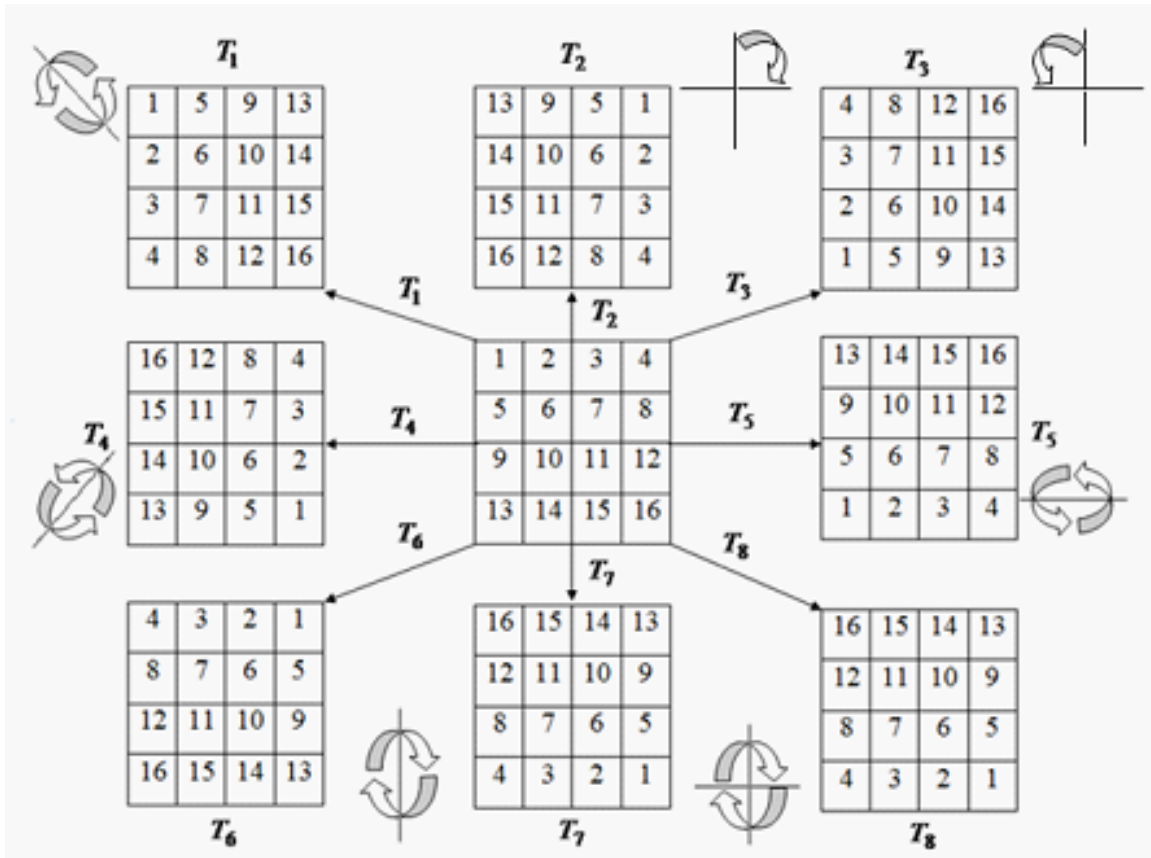 T1 T2 T3
1 5 9 13
2 6 10 14
3 7 11 15
4 8 12 16
13 9 5 1
14 10 6 2
15 11 7 3
16 12 8 4
4 8 12 16
3 7 11 15
2 6 10 14
1 5 9 13
T1 T2 T3
T4
16 12 8 4
15 11 7 3
14 10 6 2
13 9 5 1
T4
1 2 3 4
5 6 7 8
9 10 11 12
13 14 15 16
T5
13 14 15 16
9 10 11 12
5 6 7 8
1 2 3 4
T5
T6 T7 T8
4 3 2 1
8 7 6 5
12 11 10 9
16 15 14 13
16 15 14 13
12 11 10 9
8 7 6 5
4 3 2 1
16 15 14 13
12 11 10 9
8 7 6 5
4 3 2 1
T6 T7 T8